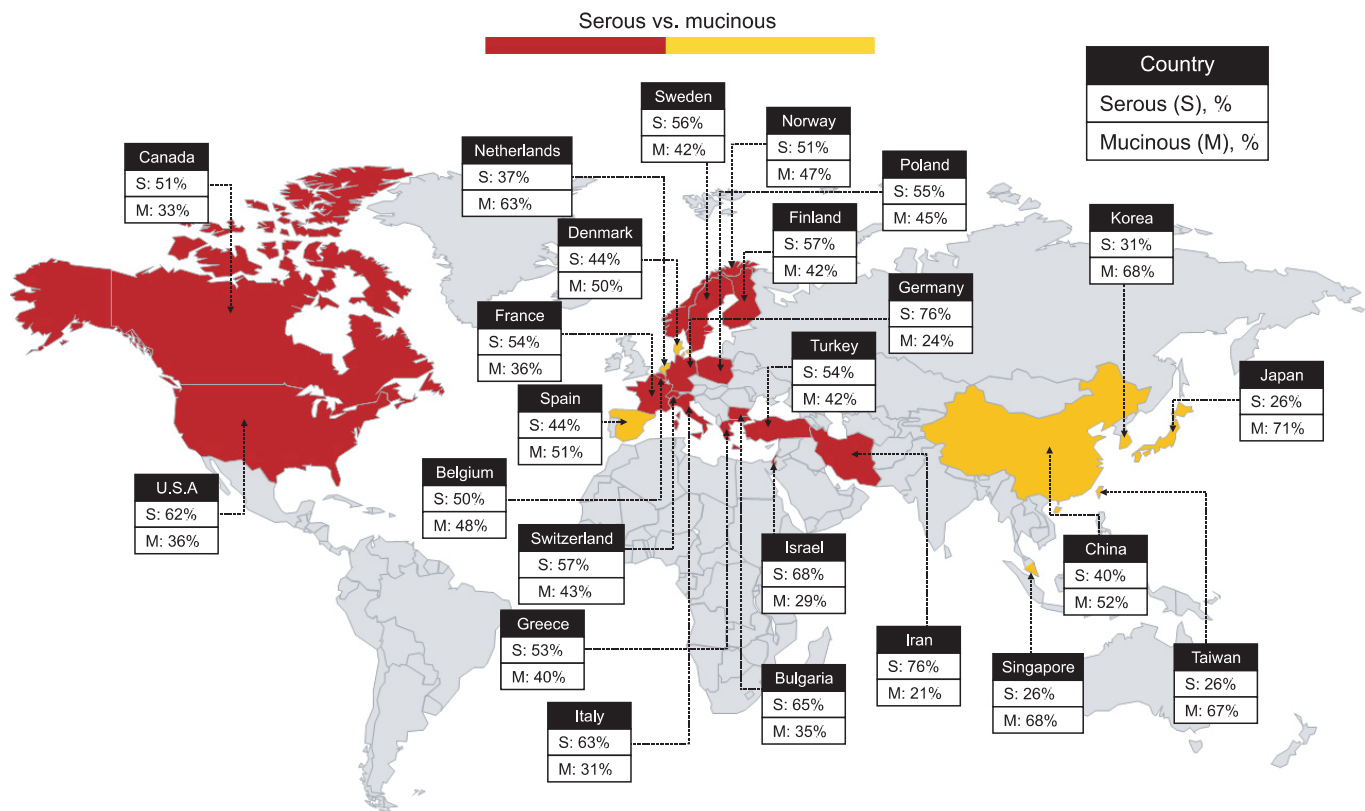 Serous vs. mucinous
Country
Serous (S), %
Mucinous (M), %
Sweden
S: 56%
M: 42%
Norway
S: 51%
M: 47%
Netherlands
S: 37%
M: 63%
Canada
S: 51%
M: 33%
Poland
S: 55%
M: 45%
Finland
S: 57%
M: 42%
Korea
S: 31%
M: 68%
Denmark
S: 44%
M: 50%
Germany
S: 76%
M: 24%
France
S: 54%
M: 36%
Turkey
S: 54%
M: 42%
Japan
S: 26%
M: 71%
Spain
S: 44%
M: 51%
Belgium
S: 50%
M: 48%
U.S.A
S: 62%
M: 36%
Switzerland
S: 57%
M: 43%
Israel
S: 68%
M: 29%
China
S: 40%
M: 52%
Greece
S: 53%
M: 40%
Iran
S: 76%
M: 21%
Singapore
S: 26%
M: 68%
Taiwan
S: 26%
M: 67%
Bulgaria
S: 65%
M: 35%
Italy
S: 63%
M: 31%